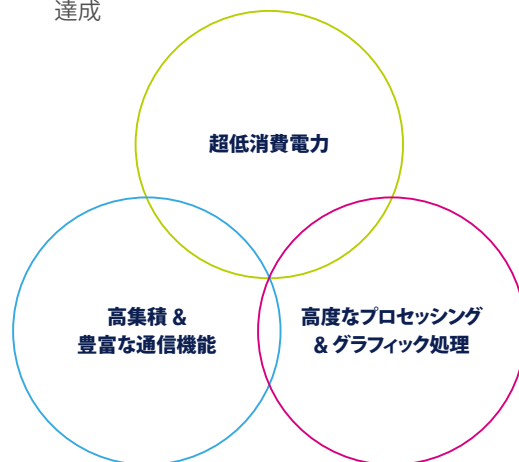 達成
超低消費電力
高集積 &
豊富な通信機能
高度なプロセッシング
& グラフィック処理